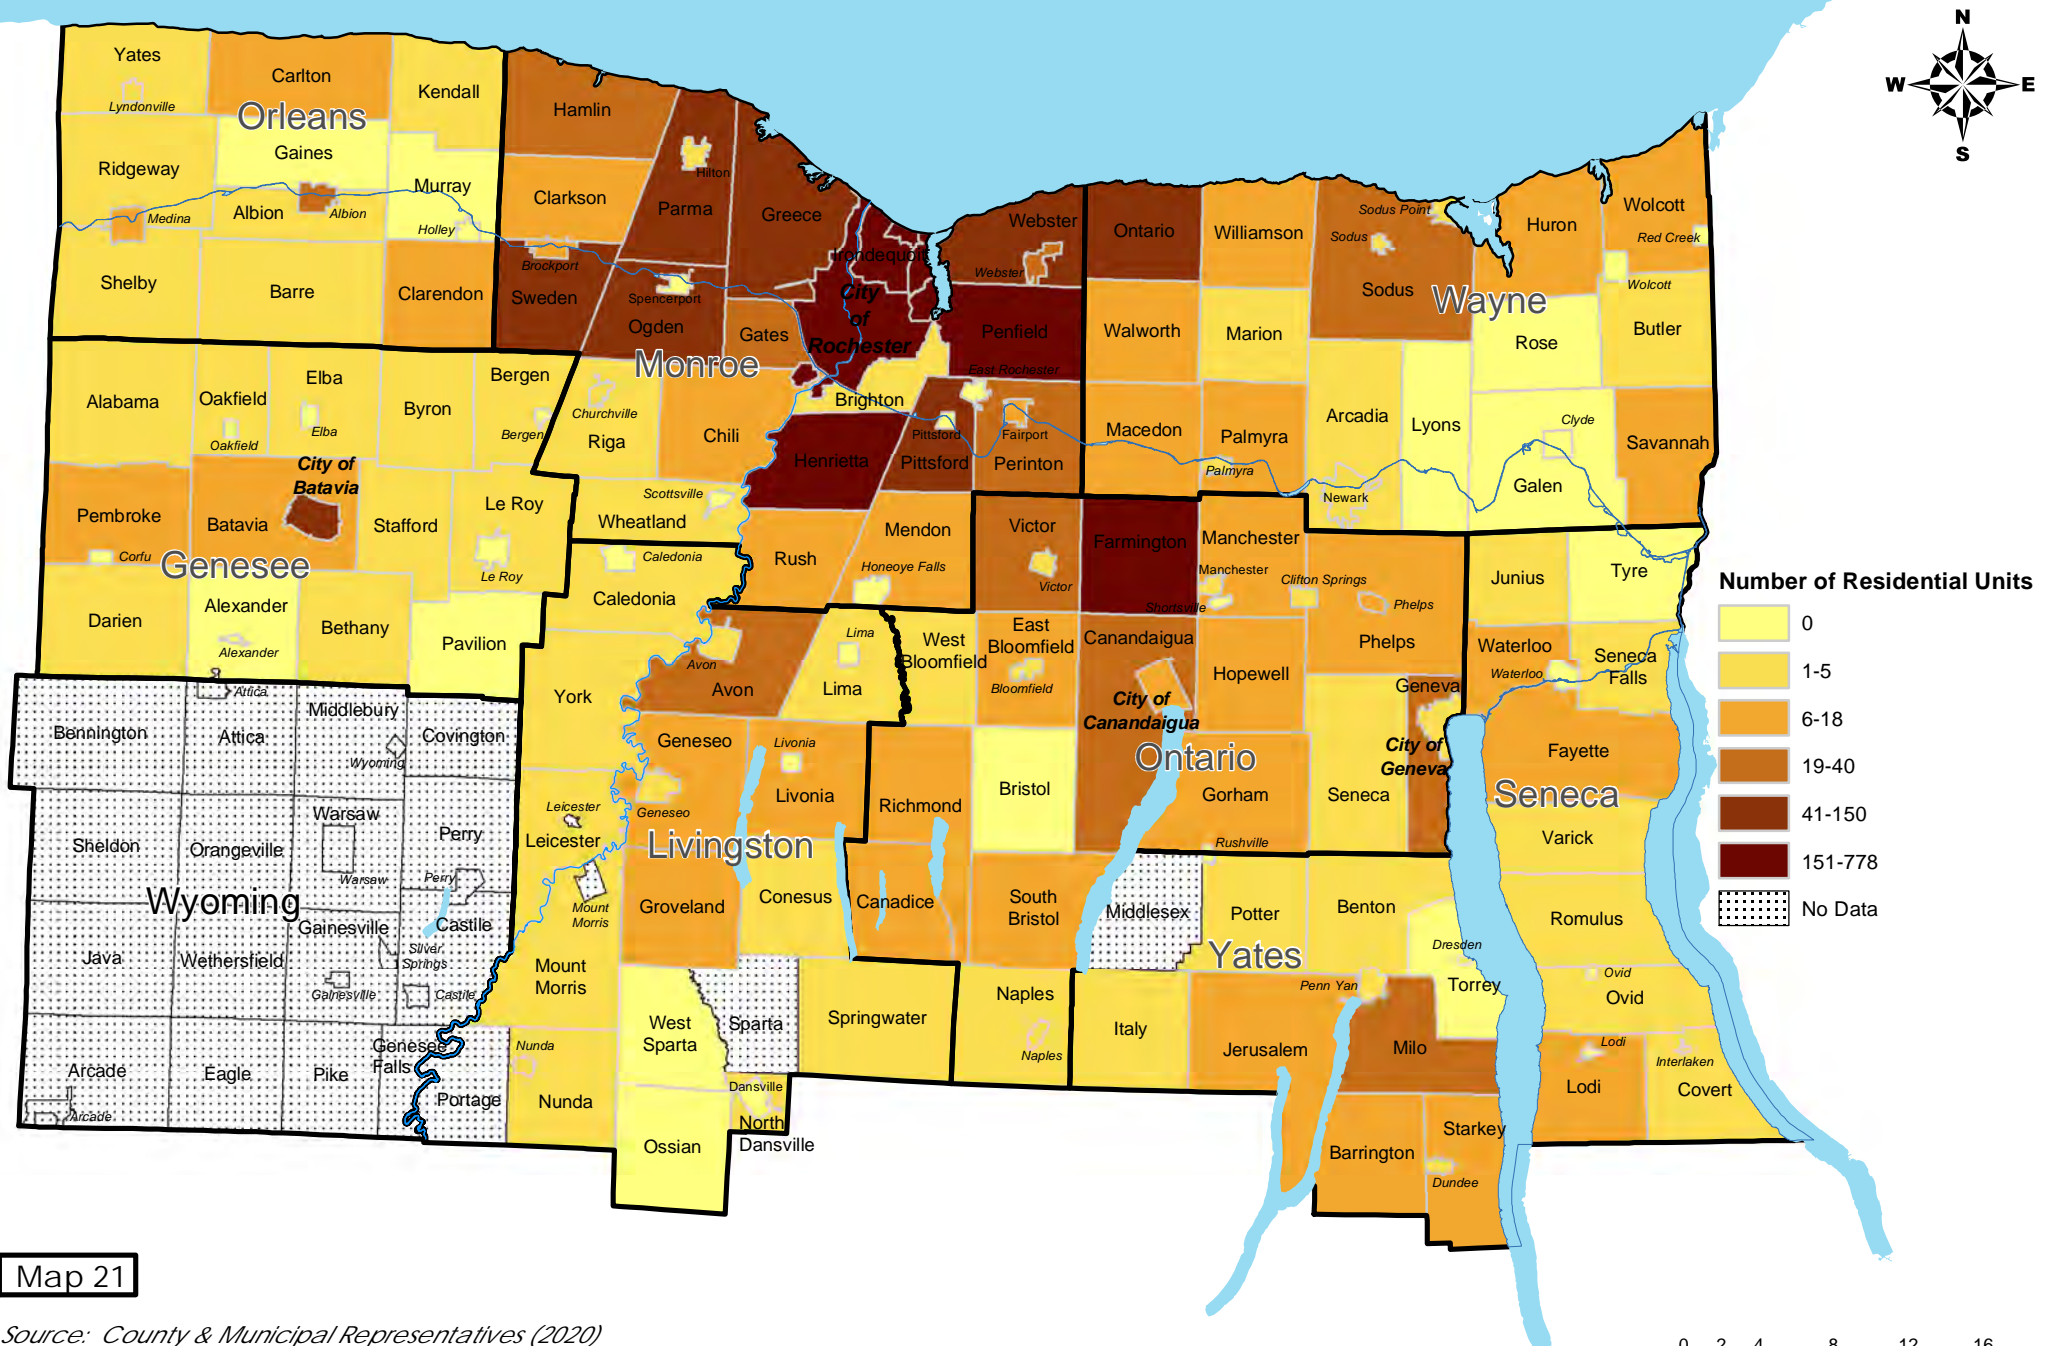 N
W
E
S
Yates
Lyndonville
Carlton
Kendall
Orleans
Gaines
Ridgeway
Murray
Medina
Albion
Albion
Holley
Shelby
Barre
Clarendon
Hamlin
Hilton
Clarkson
Parma
Greece
Irondequoit
Webster
Webster
Brockport
Sweden
Spencerport
Ogden
Gates
City
of
Rochester
Penfield
Monroe
East Rochester
Churchville
Riga
Chili
Brighton
Henrietta
Pittsford
Pittsford
Fairport
Perinton
Scottsville
Wheatland
Rush
Mendon
Honeoye Falls
Ontario
Williamson
Sodus Point
Sodus
Sodus
Huron
Wolcott
Red Creek
Wolcott
Wayne
Walworth
Marion
Rose
Butler
Macedon
Palmyra
Palmyra
Arcadia
Newark
Lyons
Clyde
Galen
Savannah
Alabama
Oakfield
Oakfield
Elba
Elba
Byron
Bergen
Bergen
City of
Batavia
Pembroke
Corfu
Batavia
Stafford
Le Roy
Le Roy
Genesee
Darien
Alexander
Alexander
Bethany
Pavilion
Caledonia
Caledonia
York
Avon
Avon
Lima
Lima
Geneseo
Geneseo
Livonia
Livonia
Leicester
Leicester
Livingston
Mount
Morris
Groveland
Conesus
Mount
Morris
West
Sparta
Sparta
Springwater
Nunda
Nunda
Portage
Ossian
Dansville
North
Dansville
Victor
Victor
Farmington
Manchester
Manchester
Shortsville
Clifton Springs
Phelps
Phelps
West
Bloomfield
East
Bloomfield
Bloomfield
Canandaigua
City of
Canandaigua
Hopewell
Geneva
City of
Geneva
Ontario
Bristol
Richmond
Gorham
Rushville
Seneca
Canadice
South
Bristol
Naples
Naples
Junius
Tyre
Waterloo
Waterloo
Seneca
Falls
Fayette
Seneca
Varick
Romulus
Ovid
Ovid
Lodi
Lodi
Interlaken
Covert
Middlesex
Potter
Benton
Yates
Dresden
Torrey
Penn Yan
Italy
Jerusalem
Milo
Barrington
Starkey
Dundee
Bennington
Attica
Attica
Middlebury
Wyoming
Covington
Sheldon
Orangeville
Warsaw
Warsaw
Perry
Perry
Wyoming
Java
Wethersfield
Gainesville
Gainesville
Silver
Springs
Castile
Castile
Arcade
Arcade
Eagle
Pike
Genesee
Falls
Number of Residential Units
0
1-5
6-18
19-40
41-150
151-778
No Data
Map 21
Source: County & Municipal Representatives (2020)
0 2 4 8 12 16